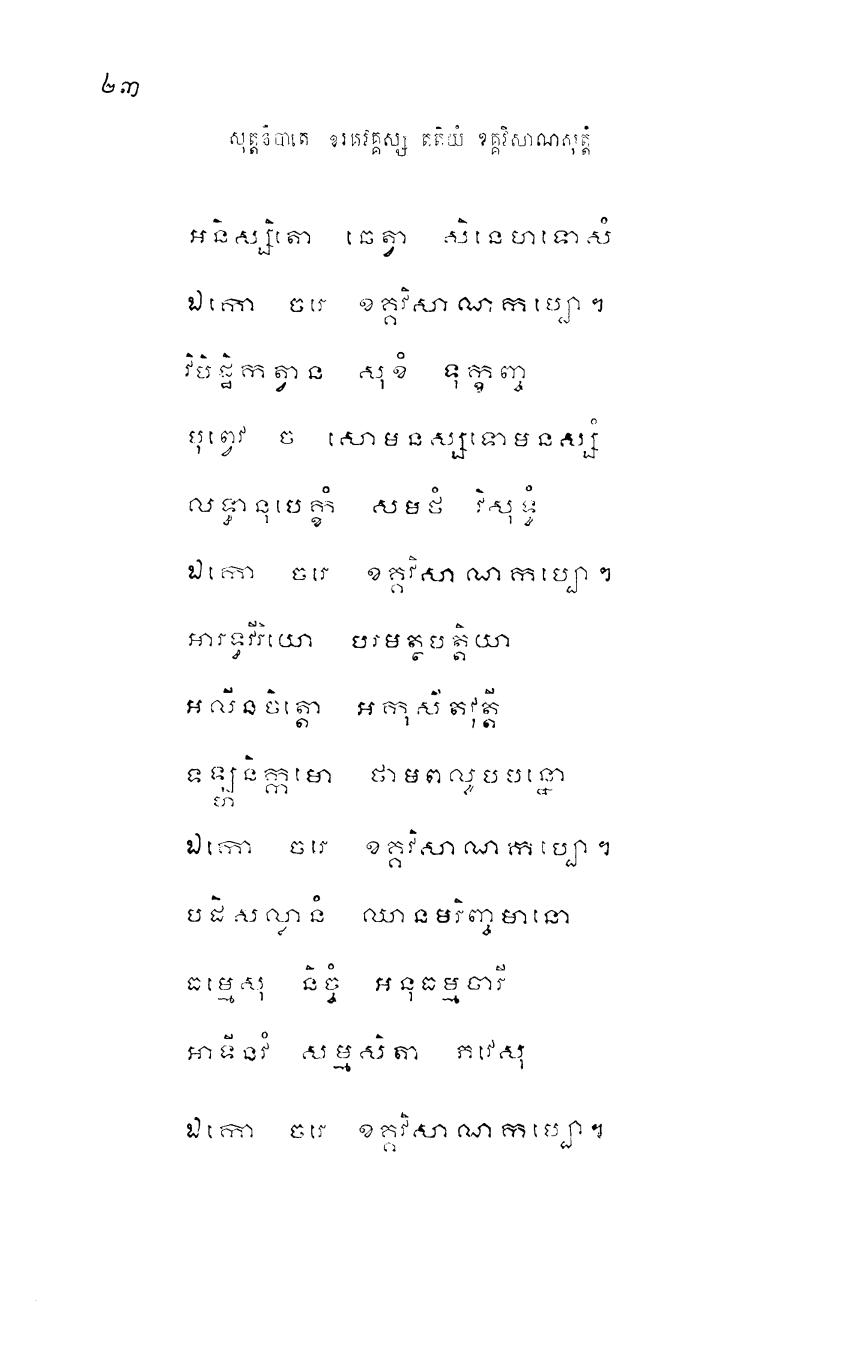 ២៣
សុត្តនិបាតេ ឧរគវគ្គស្ស តតិយំ ខគ្គវិសាណសុត្តំ
អនិស្សិតោ ឆេត្វា សិនេហទោសំ
ឯកោ ចរេ ខគ្គវិសាណកប្បោ។
វិបិដ្ឋិកត្វាន សុខំ ទុក្ខញ្ច
បុព្វេវ ច សោមនស្សទោមនស្សំ
លទ្ធានុបេក្ខំ សមថំ វិសុទ្ធំ
ឯកោ ចរេ ខគ្គវិសាណកប្បោ។
អារទ្ធវីរិយោ បរមត្ថបត្តិយា
អលីនចិត្តោ អកុសីតវុត្តី
ទឡ្ហនិក្កមោ ថាមពលូបបន្នោ
ឯកោ ចរេ ខគ្គវិសាណកប្បោ។
បដិសល្លានំ ឈានមរិញ្ចមានោ
ធម្មេសុ និច្ចំ អនុធម្មចារី
អាទីនវំ សម្មសិតា ភវេសុ
ឯកោ ចរេ ខគ្គវិសាណកប្បោ។